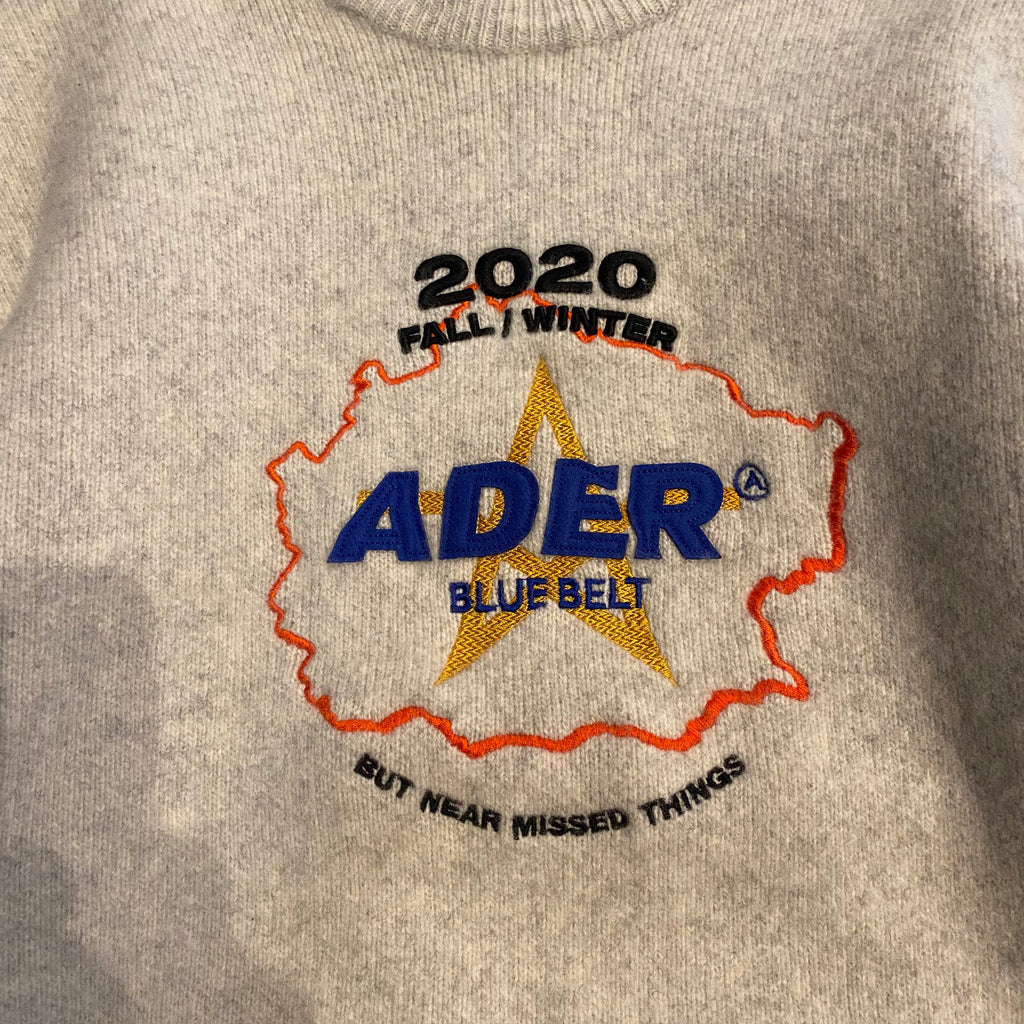 2020
FALL / WINTER
ADER Ⓐ
BLUE BELT
BUT NEAR MISSED THINGS